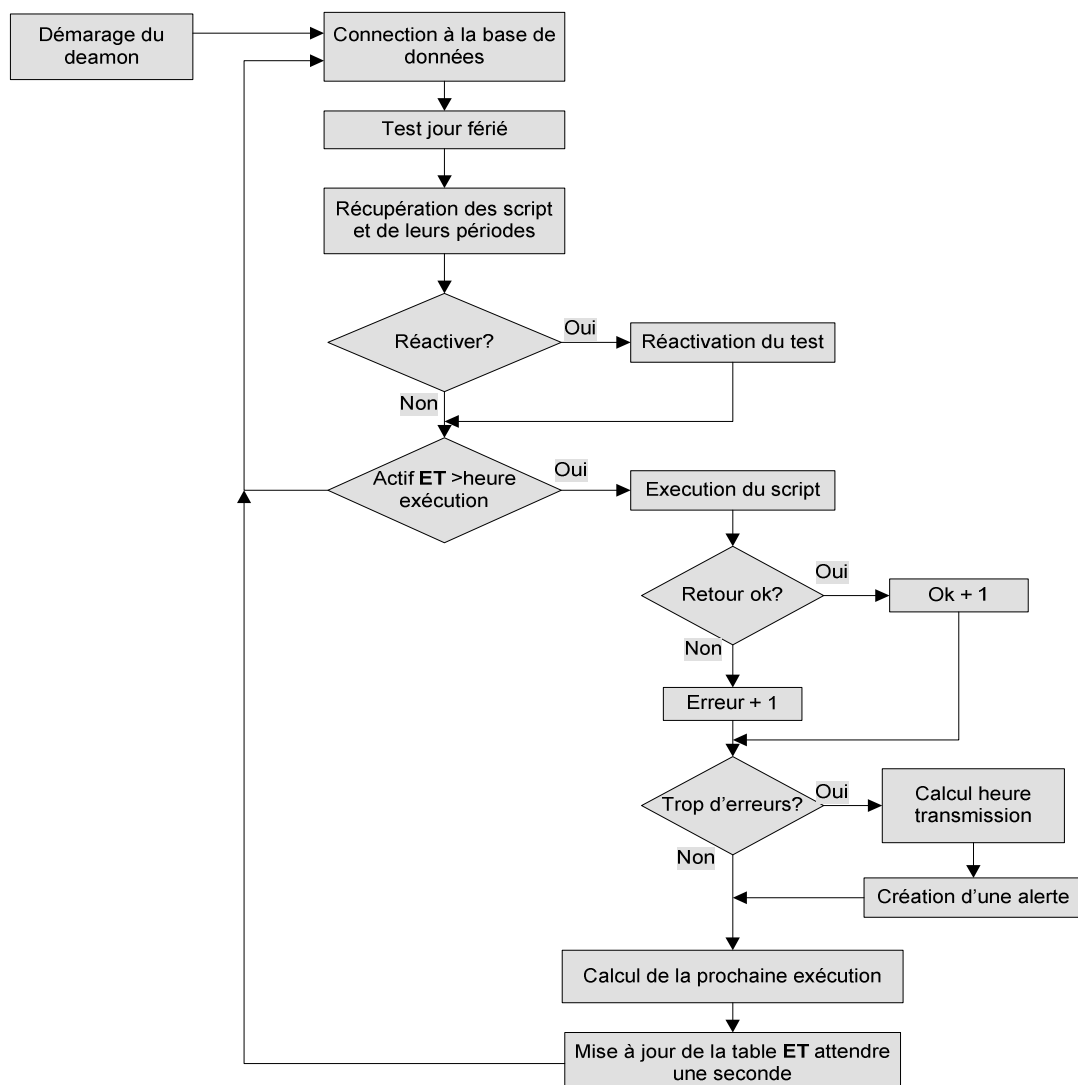 Démarage du
deamon
Connection à la base de
données
Test jour férié
Récupération des script
et de leurs périodes
Réactiver?
Oui
Réactivation du test
Non
Actif ET >heure
exécution
Oui
Execution du script
Retour ok?
Oui
Ok + 1
Non
Erreur + 1
Trop d'erreurs?
Oui
Calcul heure
transmission
Non
Création d'une alerte
Calcul de la prochaine exécution
Mise à jour de la table ET attendre
une seconde